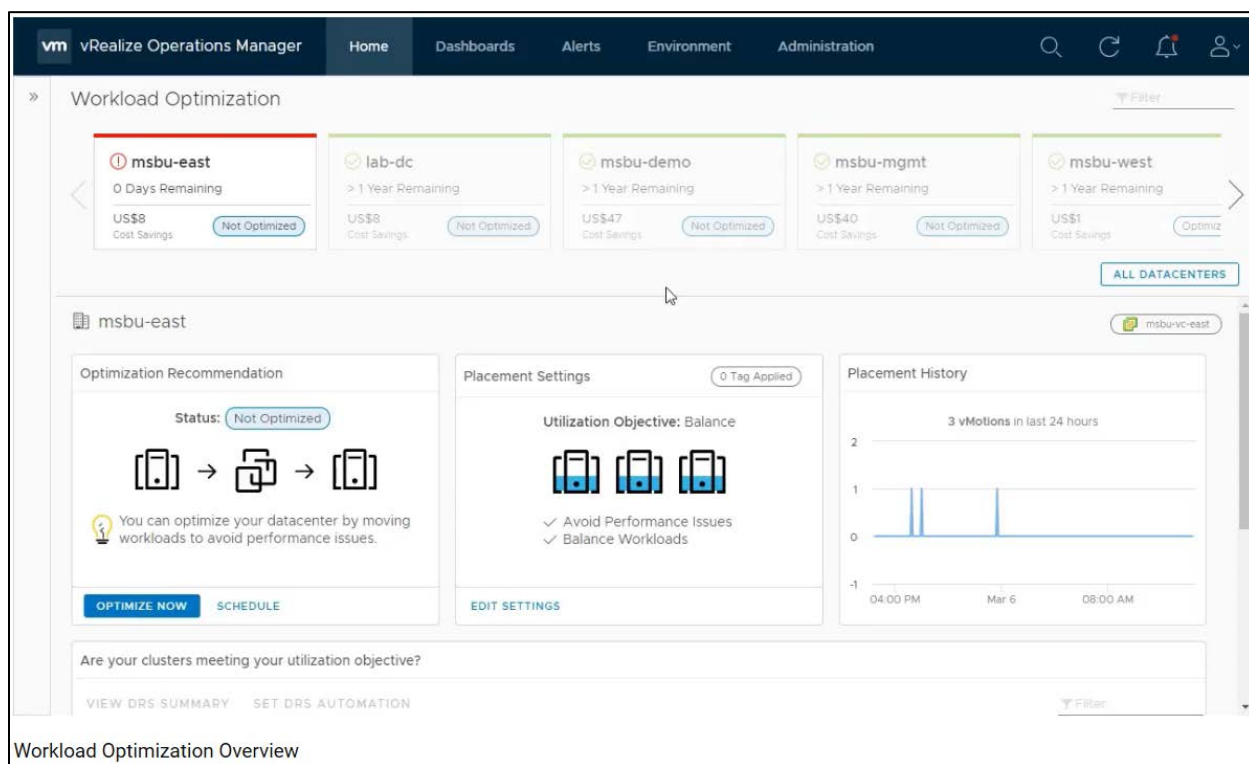 vm vRealize Operations Manager Home Dashboards Alerts Environment Administration
Workload Optimization
Filter
msbu-east
0 Days Remaining
US$8
Cost Savings
Not Optimized
lab-dc
> 1 Year Remaining
US$8
Cost Savings
Not Optimized
msbu-demo
> 1 Year Remaining
US$47
Cost Savings
Not Optimized
msbu-mgmt
> 1 Year Remaining
US$40
Cost Savings
Not Optimized
msbu-west
> 1 Year Remaining
US$1
Cost Savings
Optimiz
ALL DATACENTERS
msbu-east
msbu-vc-east
Optimization Recommendation
Status: Not Optimized
You can optimize your datacenter by moving
workloads to avoid performance issues.
OPTIMIZE NOW SCHEDULE
Placement Settings
0 Tag Applied
Utilization Objective: Balance
Avoid Performance Issues
Balance Workloads
EDIT SETTINGS
Placement History
3 vMotions in last 24 hours
2
1
0
-1
04:00 PM Mar 6 08:00 AM
Are your clusters meeting your utilization objective?
VIEW DRS SUMMARY SET DRS AUTOMATION
Filter
Workload Optimization Overview